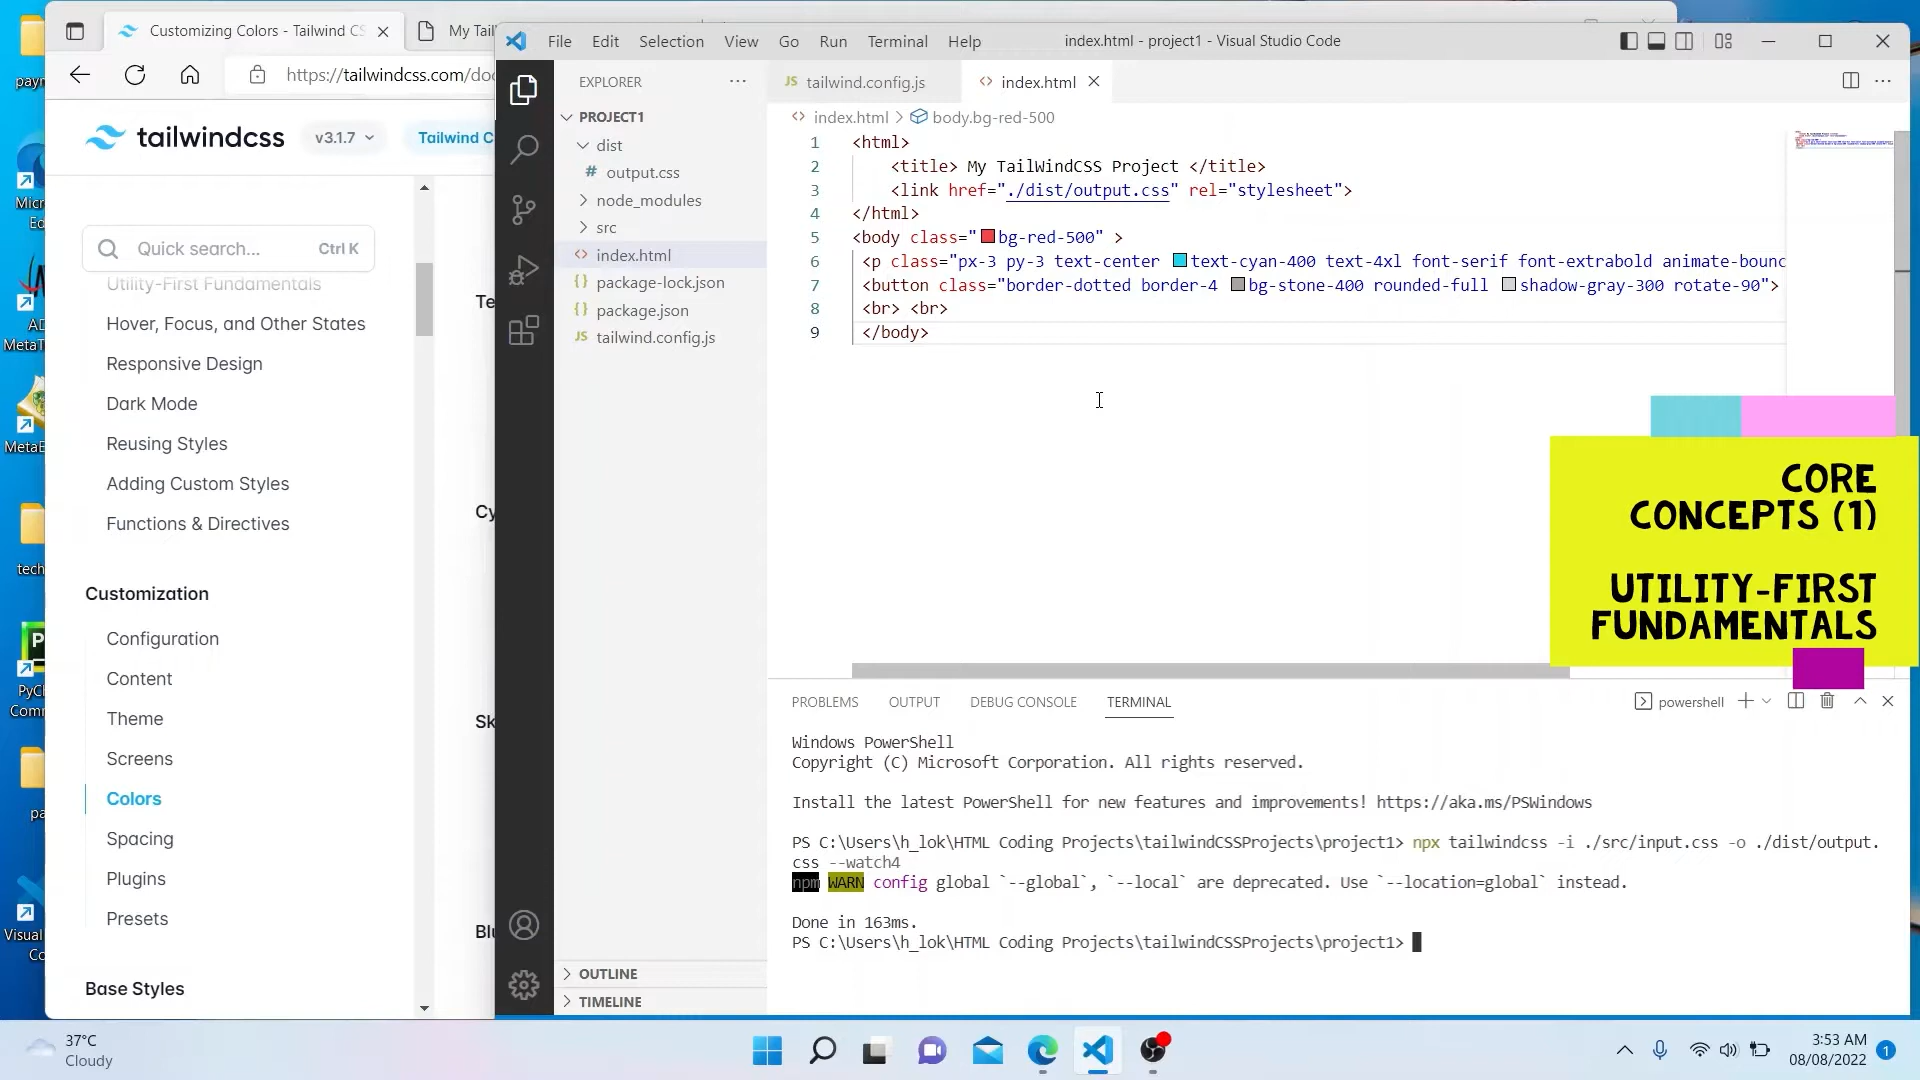 Customizing Colors - Tailwind CS
My Tail
https://tailwindcss.com/doc
tailwindcss
v3.1.7
Tailwind C
Quick search...
Ctrl K
Utility-First Fundamentals
Hover, Focus, and Other States
Responsive Design
Dark Mode
Reusing Styles
Adding Custom Styles
Functions & Directives
Customization
Configuration
Content
Theme
Screens
Colors
Spacing
Plugins
Presets
Base Styles
Te
Cy
Sk
Bl
File Edit Selection View Go Run Terminal Help
index.html - project1 - Visual Studio Code
EXPLORER
PROJECT1
dist
# output.css
node_modules
src
<> index.html
{} package-lock.json
{} package.json
JS tailwind.config.js
OUTLINE
TIMELINE
JS tailwind.config.js
<> index.html
<> index.html > body.bg-red-500
1 <html>
2 <title> My TailWindCSS Project </title>
3 <link href="./dist/output.css" rel="stylesheet">
4 </html>
5 <body class="bg-red-500" >
6 <p class="px-3 py-3 text-center text-cyan-400 text-4xl font-serif font-extrabold animate-bounc
7 <button class="border-dotted border-4 bg-stone-400 rounded-full shadow-gray-300 rotate-90">
8 <br> <br>
9 </body>
CORE
CONCEPTS (1)
UTILITY-FIRST
FUNDAMENTALS
PROBLEMS OUTPUT DEBUG CONSOLE TERMINAL
powershell
Windows PowerShell
Copyright (C) Microsoft Corporation. All rights reserved.
Install the latest PowerShell for new features and improvements! https://aka.ms/PSWindows
PS C:\Users\h_lok\HTML Coding Projects\tailwindCSSProjects\project1> npx tailwindcss -i ./src/input.css -o ./dist/output.
css --watch4
npm WARN config global `--global`, `--local` are deprecated. Use `--location=global` instead.
Done in 163ms.
PS C:\Users\h_lok\HTML Coding Projects\tailwindCSSProjects\project1>
37°C
Cloudy
3:53 AM
08/08/2022
1